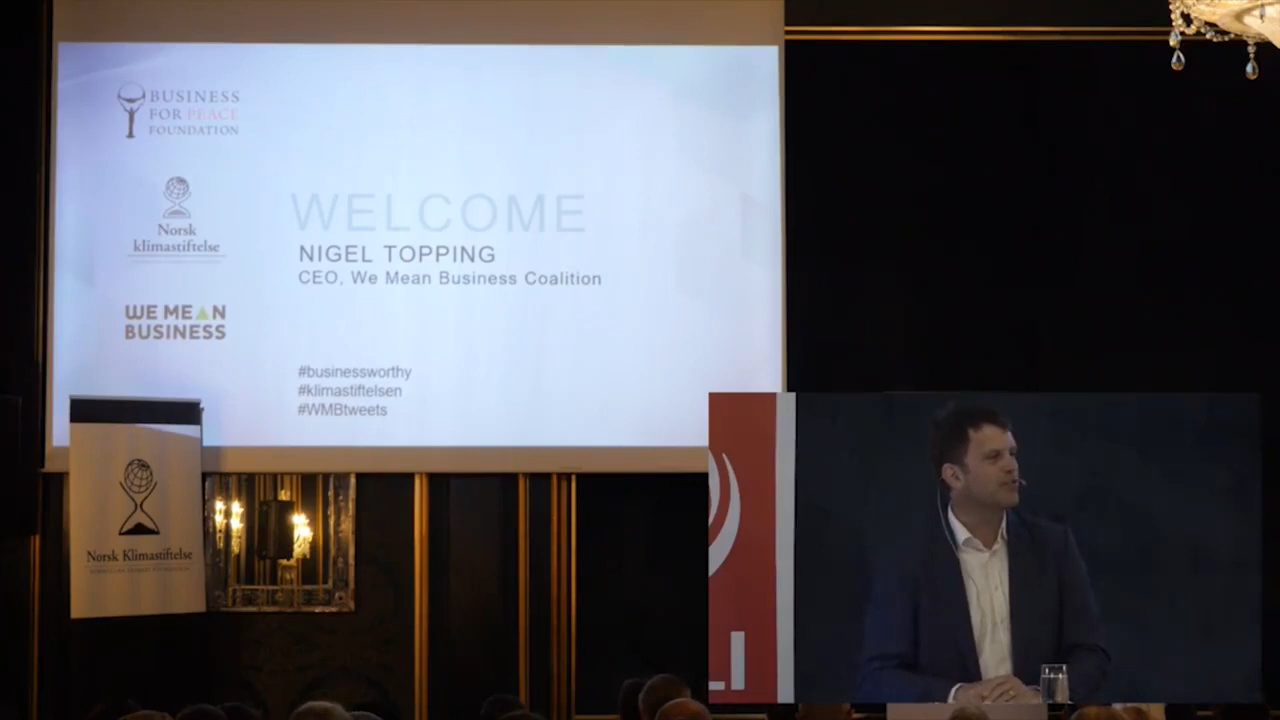 BUSINESS
FOR PEACE
FOUNDATION
Norsk
klimastiftelse
WE MEAN
BUSINESS
WELCOME
NIGEL TOPPING
CEO, We Mean Business Coalition
#businessworthy
#klimastiftelsen
#WMBtweets
Norsk Klimastiftelse
LI